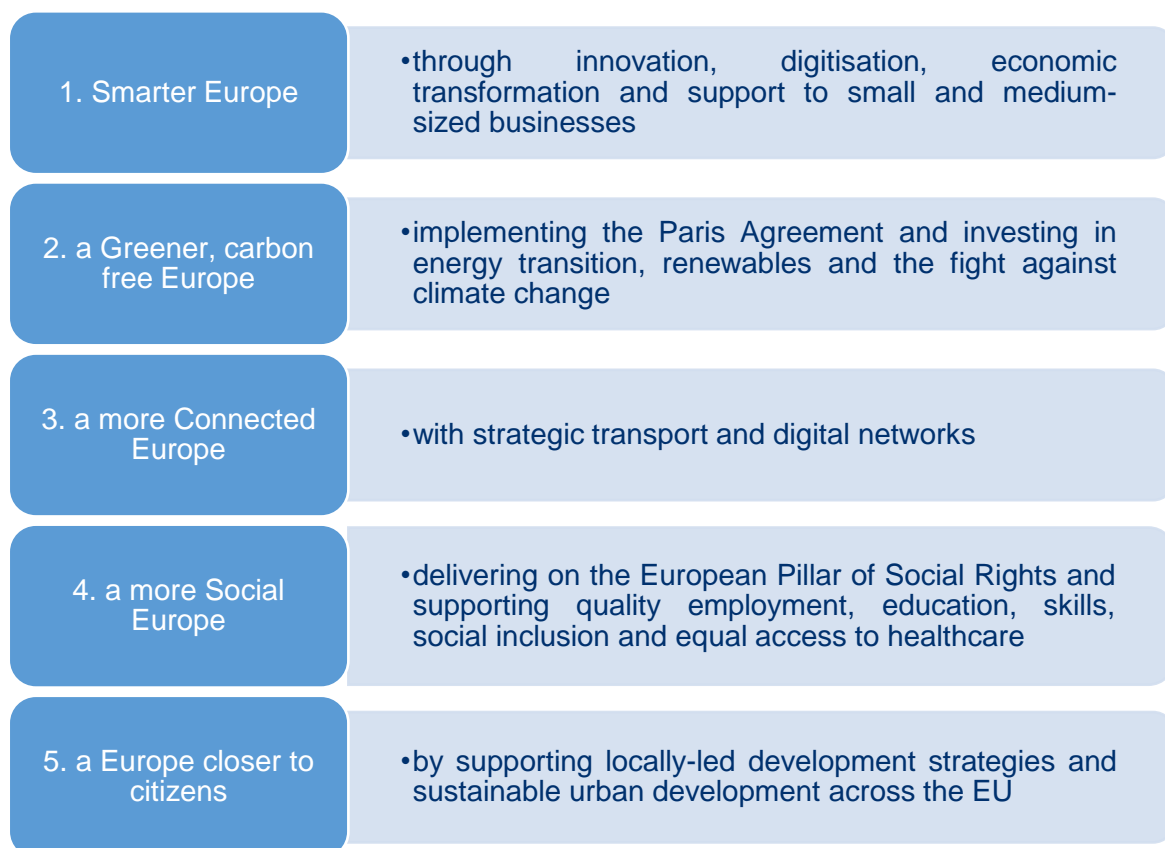 1. Smarter Europe
•through innovation, digitisation, economic
transformation and support to small and medium-
sized businesses
2. a Greener, carbon
free Europe
•implementing the Paris Agreement and investing in
energy transition, renewables and the fight against
climate change
3. a more Connected
Europe
•with strategic transport and digital networks
4. a more Social
Europe
•delivering on the European Pillar of Social Rights and
supporting quality employment, education, skills,
social inclusion and equal access to healthcare
5. a Europe closer to
citizens
•by supporting locally-led development strategies and
sustainable urban development across the EU